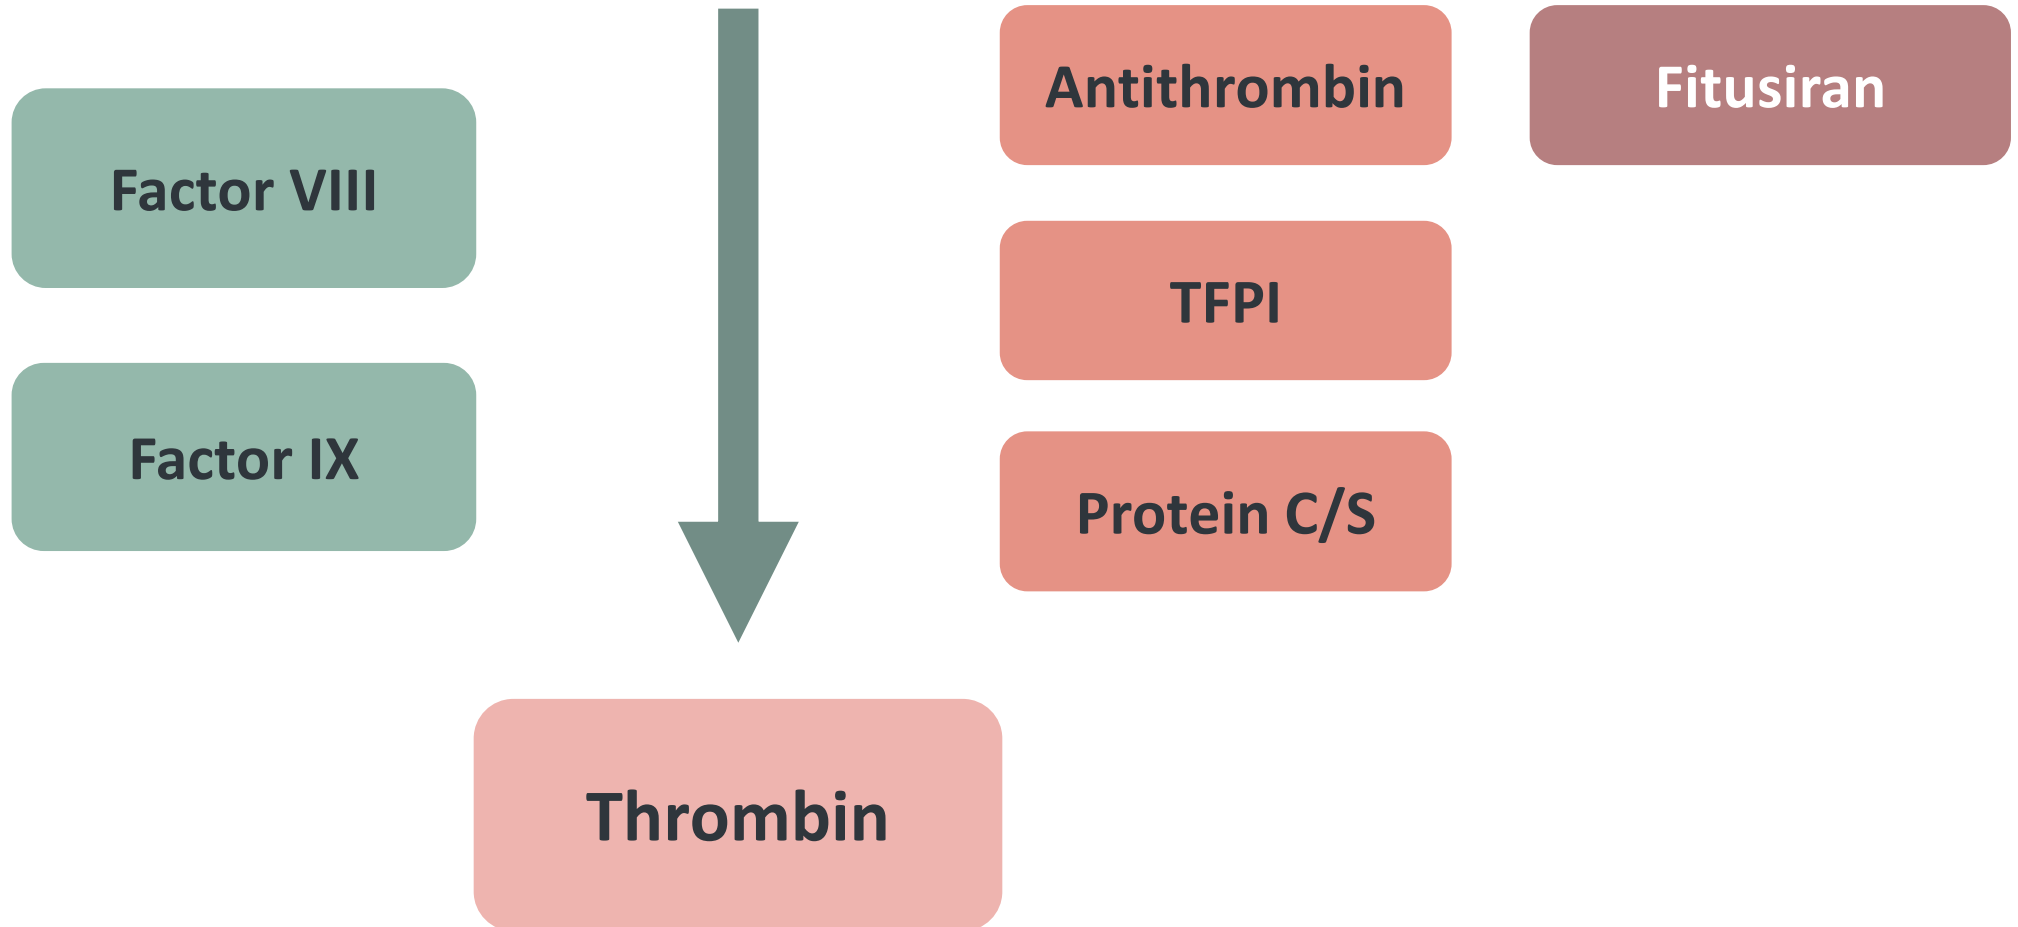 Antithrombin
Fitusiran
Factor VIII
TFPI
Factor IX
Protein C/S
Thrombin